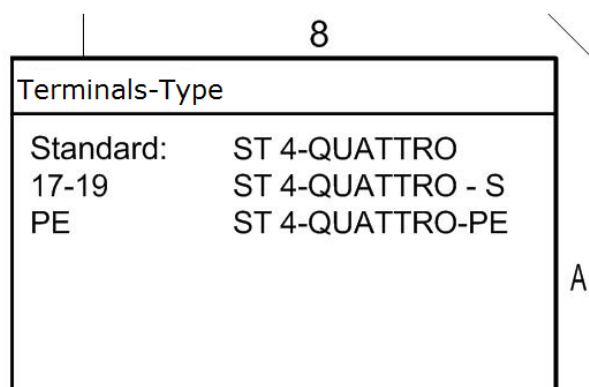 8
Terminals-Type
Standard: ST 4-QUATTRO
17-19 ST 4-QUATTRO - S
PE ST 4-QUATTRO-PE
A